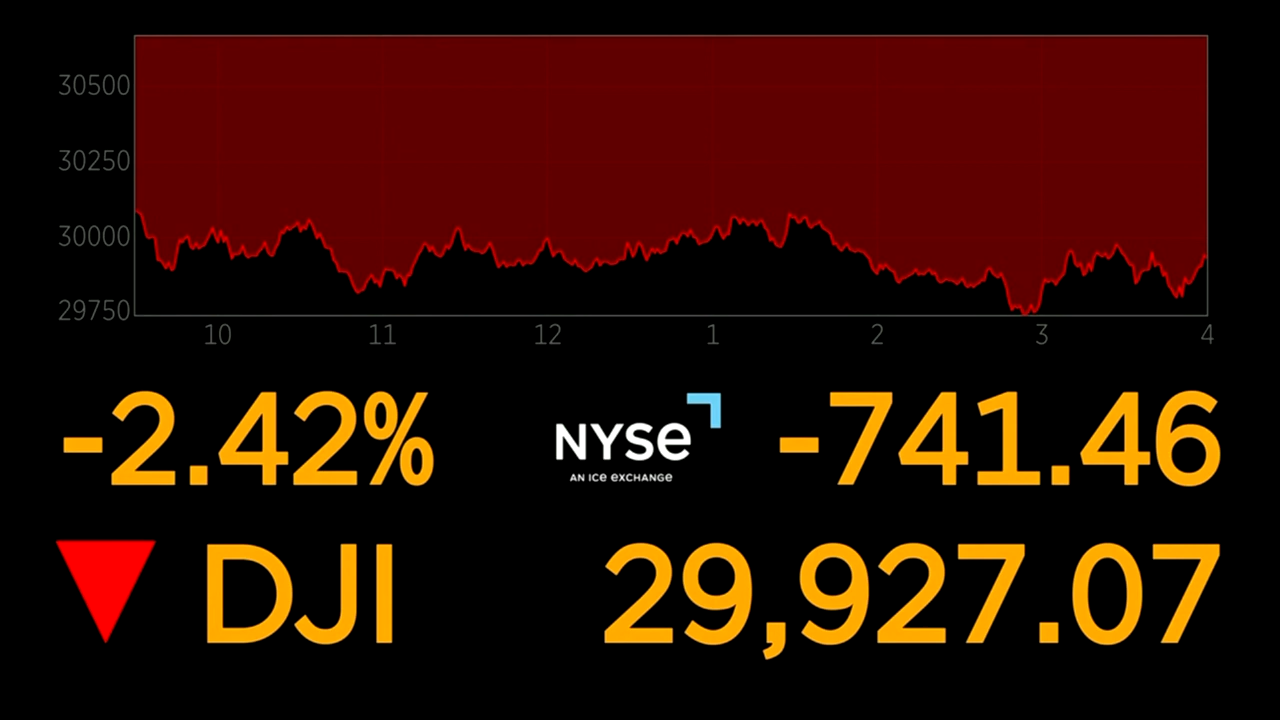 30500
30250
30000
29750
10 11 12 1 2 3 4
-2.42% NYSE -741.46
AN ICE EXCHANGE
DJI 29,927.07